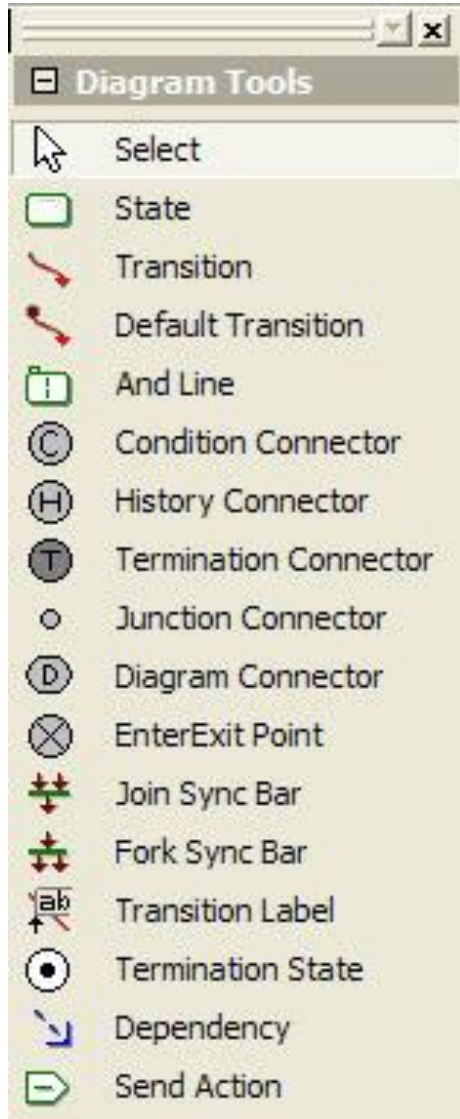 Diagram Tools
Select
State
Transition
Default Transition
And Line
C Condition Connector
H History Connector
T Termination Connector
Junction Connector
D Diagram Connector
EnterExit Point
Join Sync Bar
Fork Sync Bar
ab Transition Label
Termination State
Dependency
Send Action